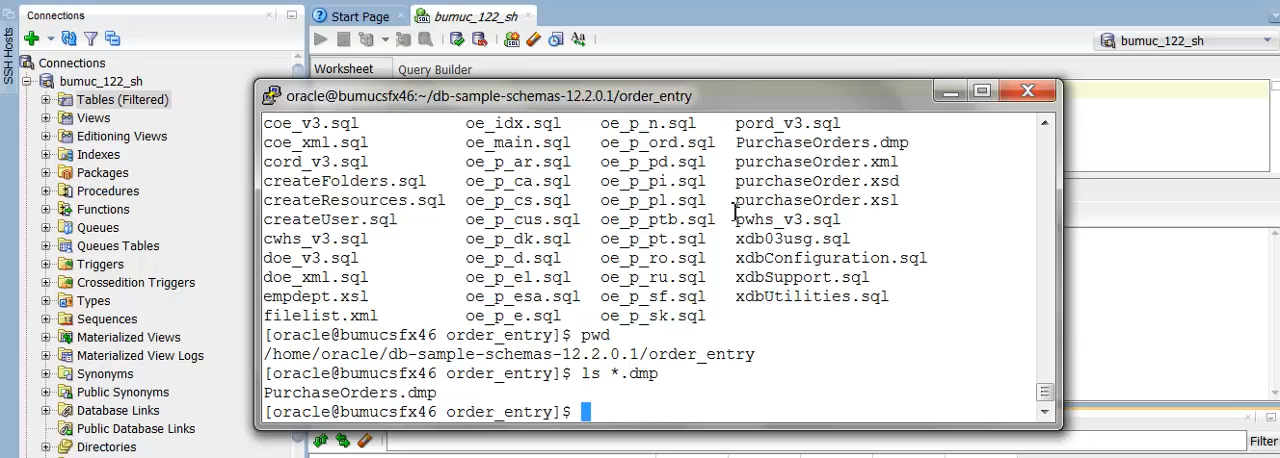 SSH Hosts
Connections
Connections
bumuc_122_sh
Tables (Filtered)
Views
Editioning Views
Indexes
Packages
Procedures
Functions
Queues
Queues Tables
Triggers
Crossedition Triggers
Types
Sequences
Materialized Views
Materialized View Logs
Synonyms
Public Synonyms
Database Links
Public Database Links
Directories
Start Page
bumuc_122_sh
bumuc_122_sh
Worksheet Query Builder
oracle@bumucsfx46:~/db-sample-schemas-12.2.0.1/order_entry
coe_v3.sql oe_idx.sql oe_p_n.sql pord_v3.sql
coe_xml.sql oe_main.sql oe_p_ord.sql PurchaseOrders.dmp
cord_v3.sql oe_p_ar.sql oe_p_pd.sql purchaseOrder.xml
createFolders.sql oe_p_ca.sql oe_p_pi.sql purchaseOrder.xsd
createResources.sql oe_p_cs.sql oe_p_pl.sql purchaseOrder.xsl
createUser.sql oe_p_cus.sql oe_p_ptb.sql pwhs_v3.sql
cwhs_v3.sql oe_p_dk.sql oe_p_pt.sql xdb03usg.sql
doe_v3.sql oe_p_d.sql oe_p_ro.sql xdbConfiguration.sql
doe_xml.sql oe_p_el.sql oe_p_ru.sql xdbSupport.sql
empdept.xsl oe_p_esa.sql oe_p_sf.sql xdbUtilities.sql
filelist.xml oe_p_e.sql oe_p_sk.sql
[oracle@bumucsfx46 order_entry]$ pwd
/home/oracle/db-sample-schemas-12.2.0.1/order_entry
[oracle@bumucsfx46 order_entry]$ ls *.dmp
PurchaseOrders.dmp
[oracle@bumucsfx46 order_entry]$
Filter